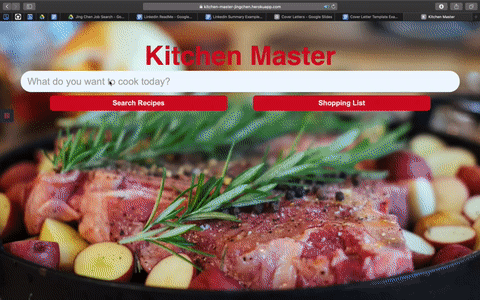 kitchen-master-jingchen.herokuapp.com
Jing Chen Job Search - Go...
LinkedIn ReadMe - Google...
LinkedIn Summary Example...
Cover Letters - Google Slides
Cover Letter Template Exa...
Kitchen Master
Kitchen Master
What do you want to cook today?
Search Recipes
Shopping List